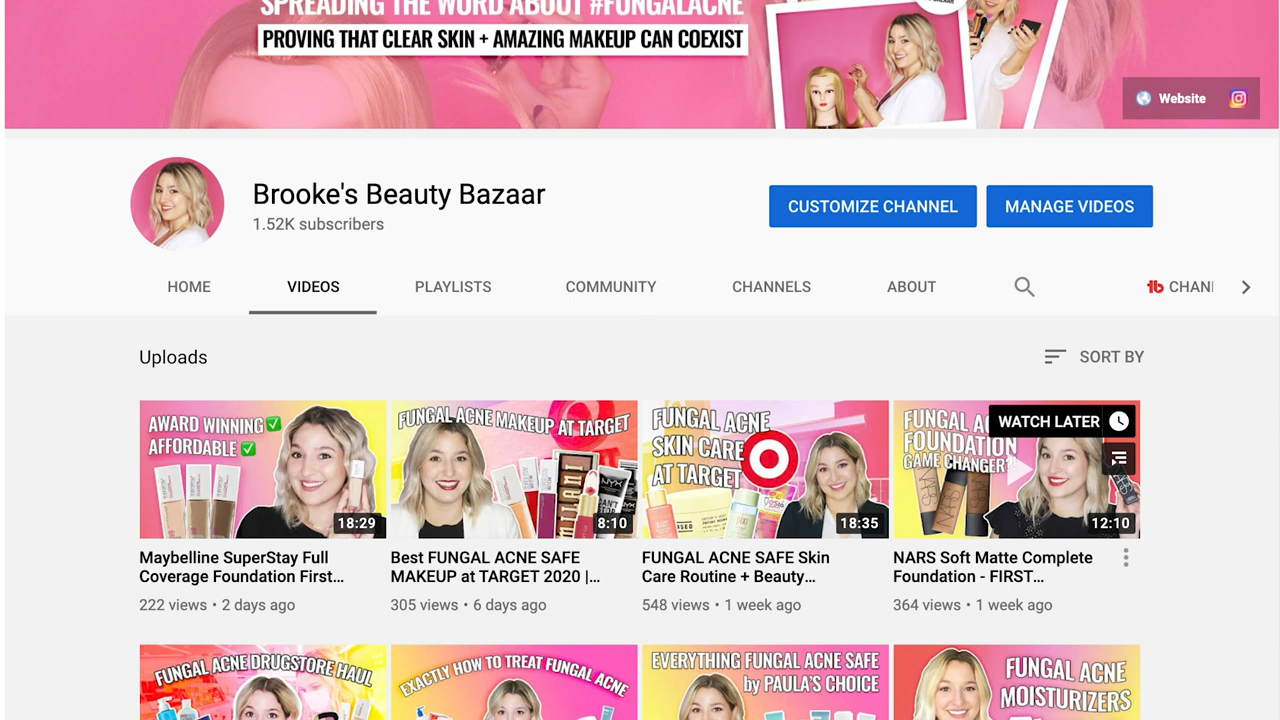 SPREADING THE WORD ABOUT #FUNGALACNE
PROVING THAT CLEAR SKIN + AMAZING MAKEUP CAN COEXIST
Website
Brooke's Beauty Bazaar
1.52K subscribers
CUSTOMIZE CHANNEL
MANAGE VIDEOS
HOME
VIDEOS
PLAYLISTS
COMMUNITY
CHANNELS
ABOUT
CHAN
Uploads
SORT BY
AWARD WINNING ✅
AFFORDABLE ✅
18:29
FUNGAL ACNE MAKEUP AT TARGET
NYX
8:10
FUNGAL ACNE
SKIN CARE
AT TARGET
18:35
FUNGAL AC
FOUNDATION
GAME CHANGER?
WATCH LATER
NARS
12:10
Maybelline SuperStay Full
Coverage Foundation First...
222 views • 2 days ago
Best FUNGAL ACNE SAFE
MAKEUP at TARGET 2020 |...
305 views • 6 days ago
FUNGAL ACNE SAFE Skin
Care Routine + Beauty...
548 views • 1 week ago
NARS Soft Matte Complete
Foundation - FIRST...
364 views • 1 week ago
FUNGAL ACNE DRUGSTORE HAUL
EXACTLY HOW TO TREAT FUNGAL ACNE
EVERYTHING FUNGAL ACNE SAFE
by PAULA'S CHOICE
FUNGAL ACNE
MOISTURIZERS